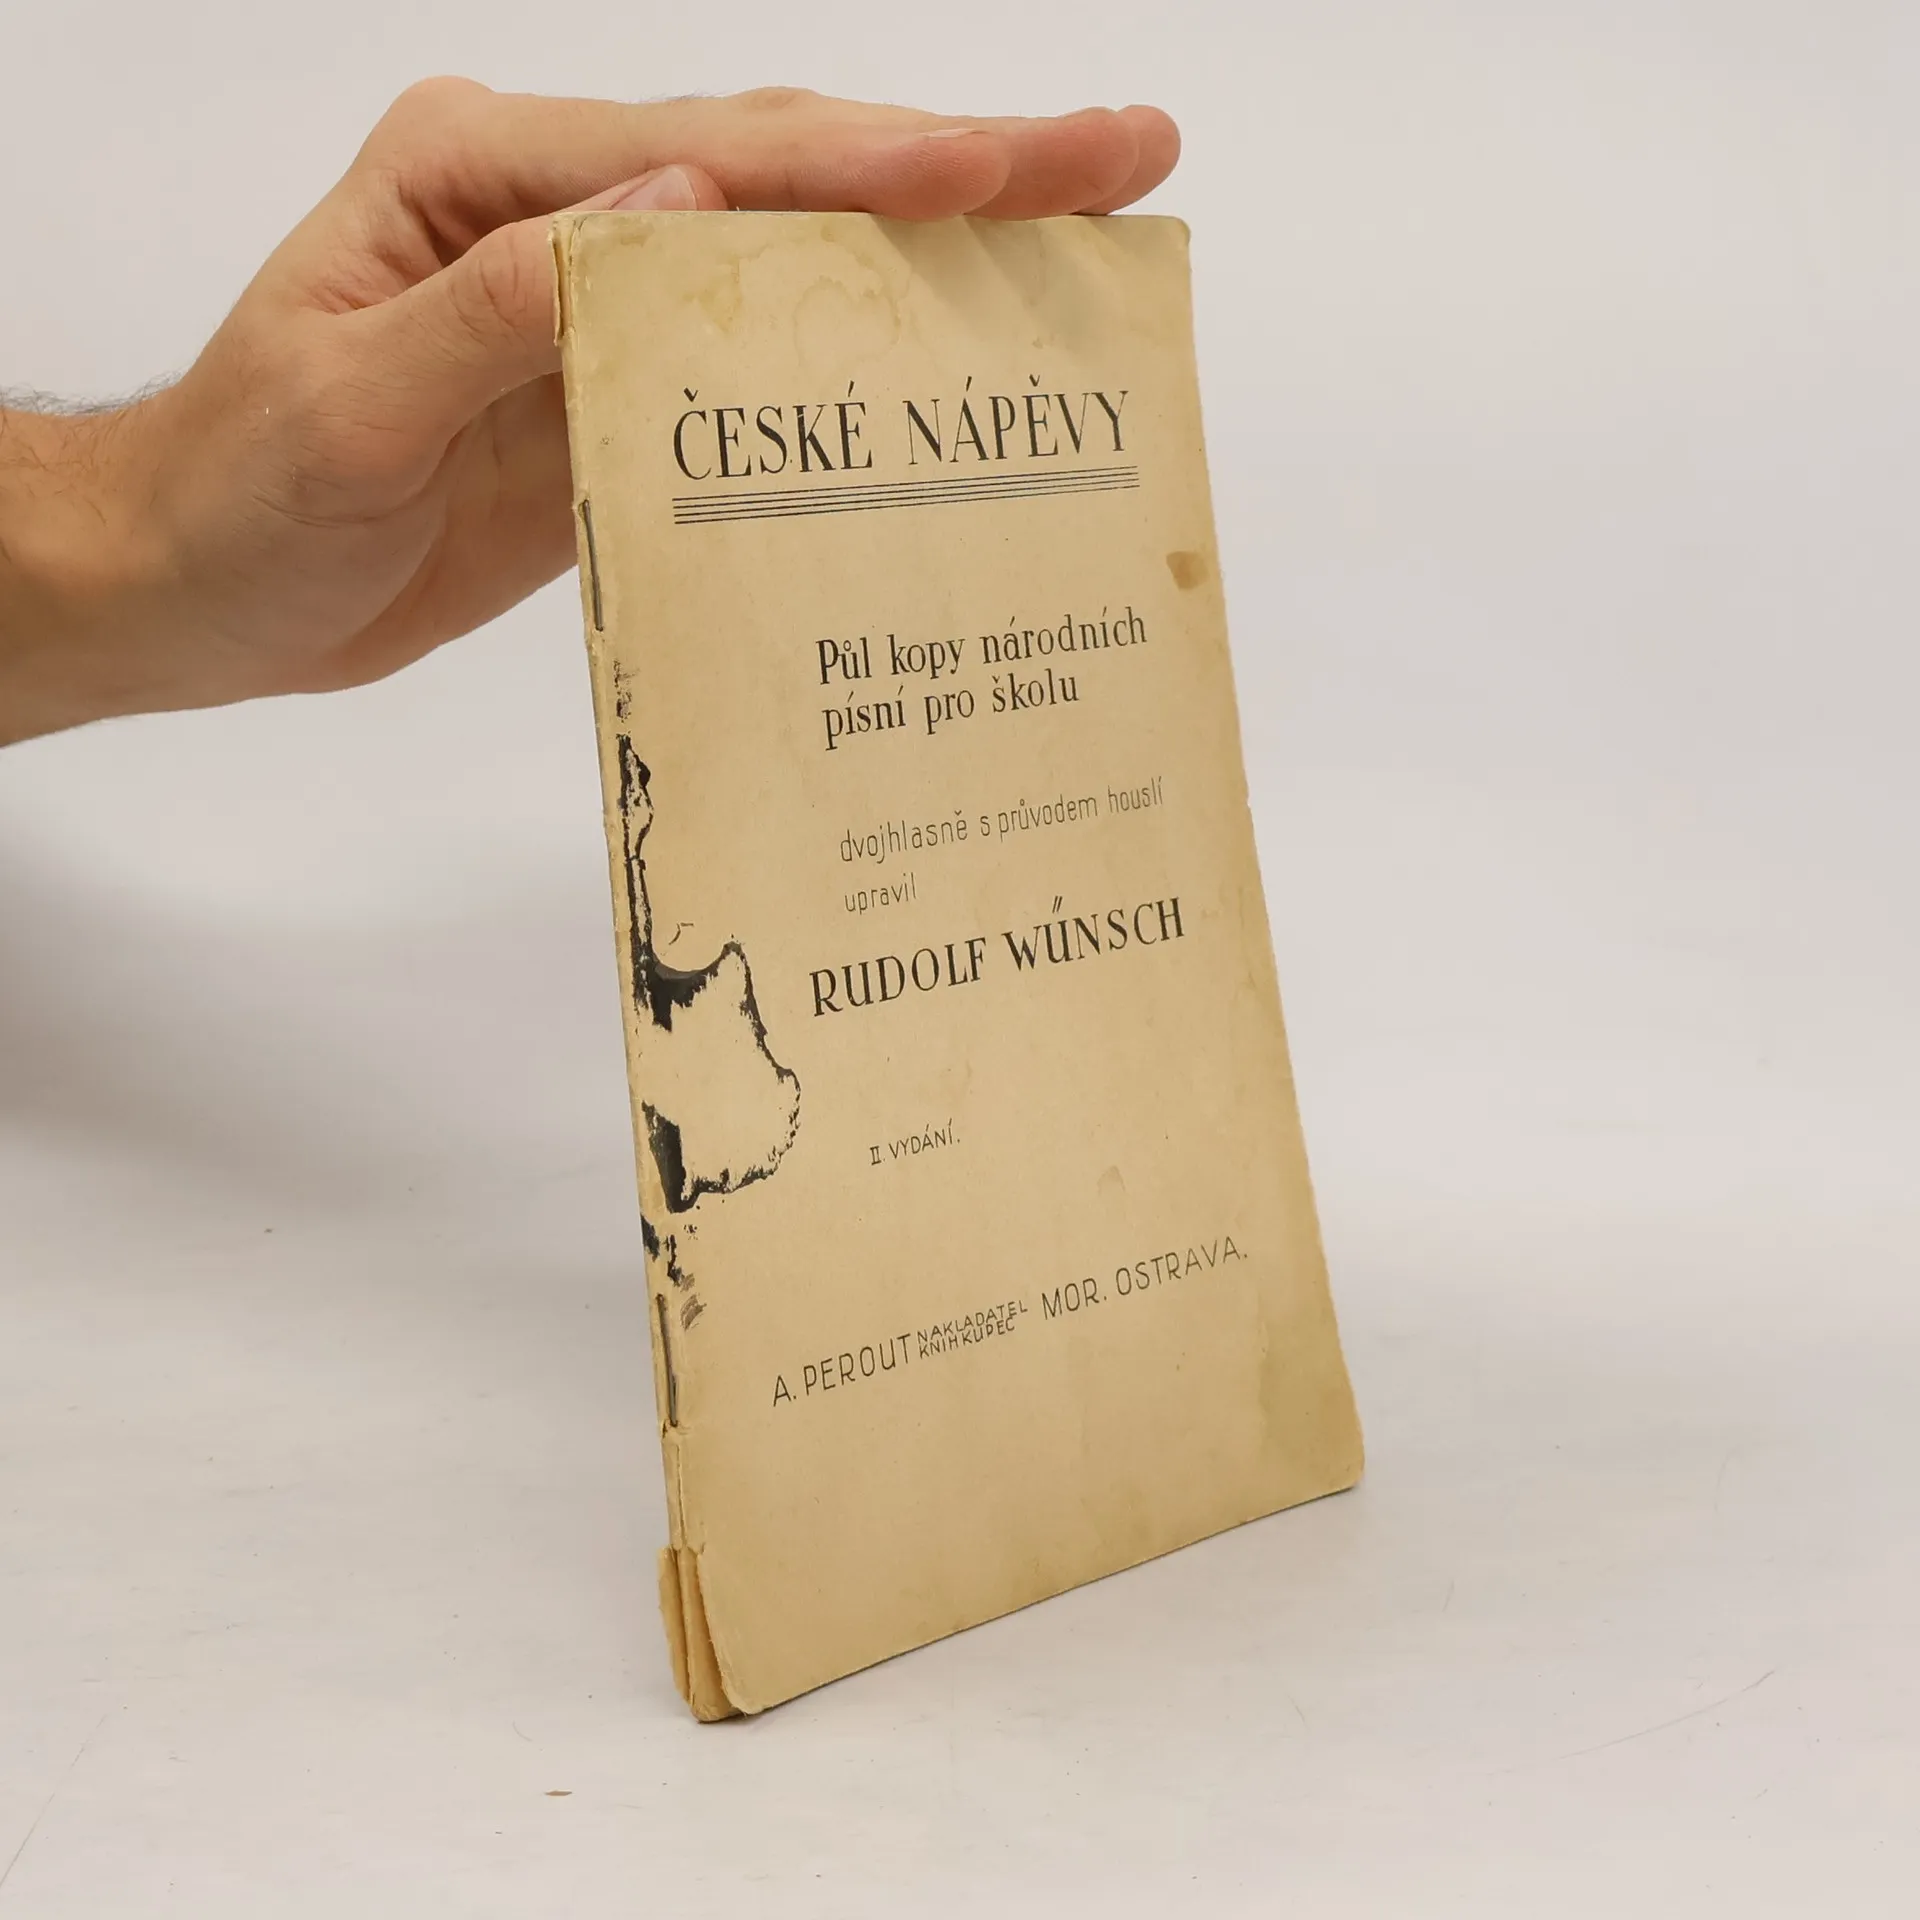 ČESKÉ NÁPĚVY
Půl kopy národních
písní pro školu
dvojhlasně s průvodem houslí
upravil
RUDOLF WŰNSCH
II. VYDÁNÍ.
A. PEROUT NAKLADATEL KNIHKUPEC MOR. OSTRAVA.